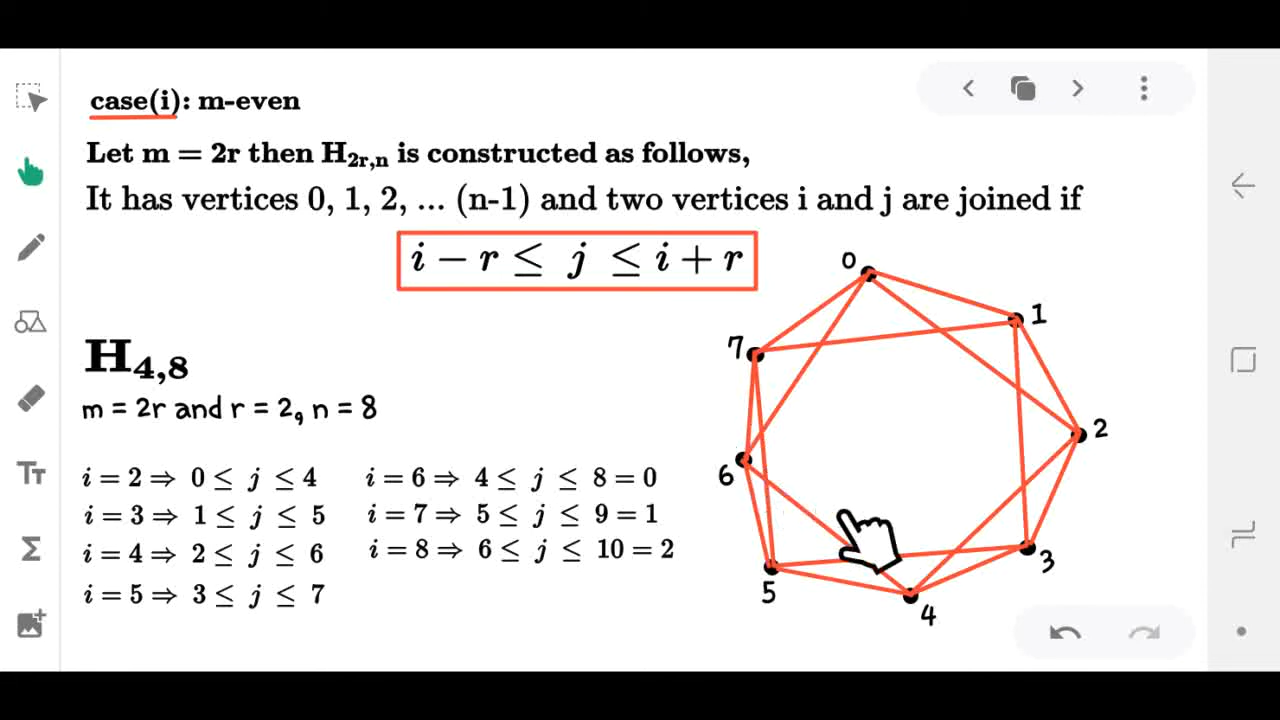 case(i): m-even
Let m = 2r then H2r,n is constructed as follows,
It has vertices 0, 1, 2, ... (n-1) and two vertices i and j are joined if
i − r ≤ j ≤ i + r
H4,8
m = 2r and r = 2, n = 8
i = 2 ⇒ 0 ≤ j ≤ 4
i = 3 ⇒ 1 ≤ j ≤ 5
i = 4 ⇒ 2 ≤ j ≤ 6
i = 5 ⇒ 3 ≤ j ≤ 7
i = 6 ⇒ 4 ≤ j ≤ 8 = 0
i = 7 ⇒ 5 ≤ j ≤ 9 = 1
i = 8 ⇒ 6 ≤ j ≤ 10 = 2
0
1
2
3
4
5
6
7
Tт
Σ